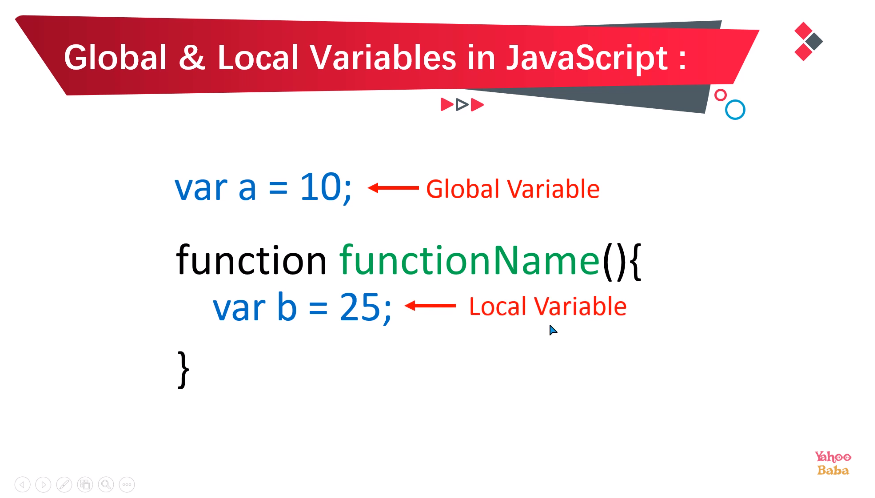 Global & Local Variables in JavaScript :
var a = 10; Global Variable
function functionName(){
var b = 25; Local Variable
}
Yahoo
Baba